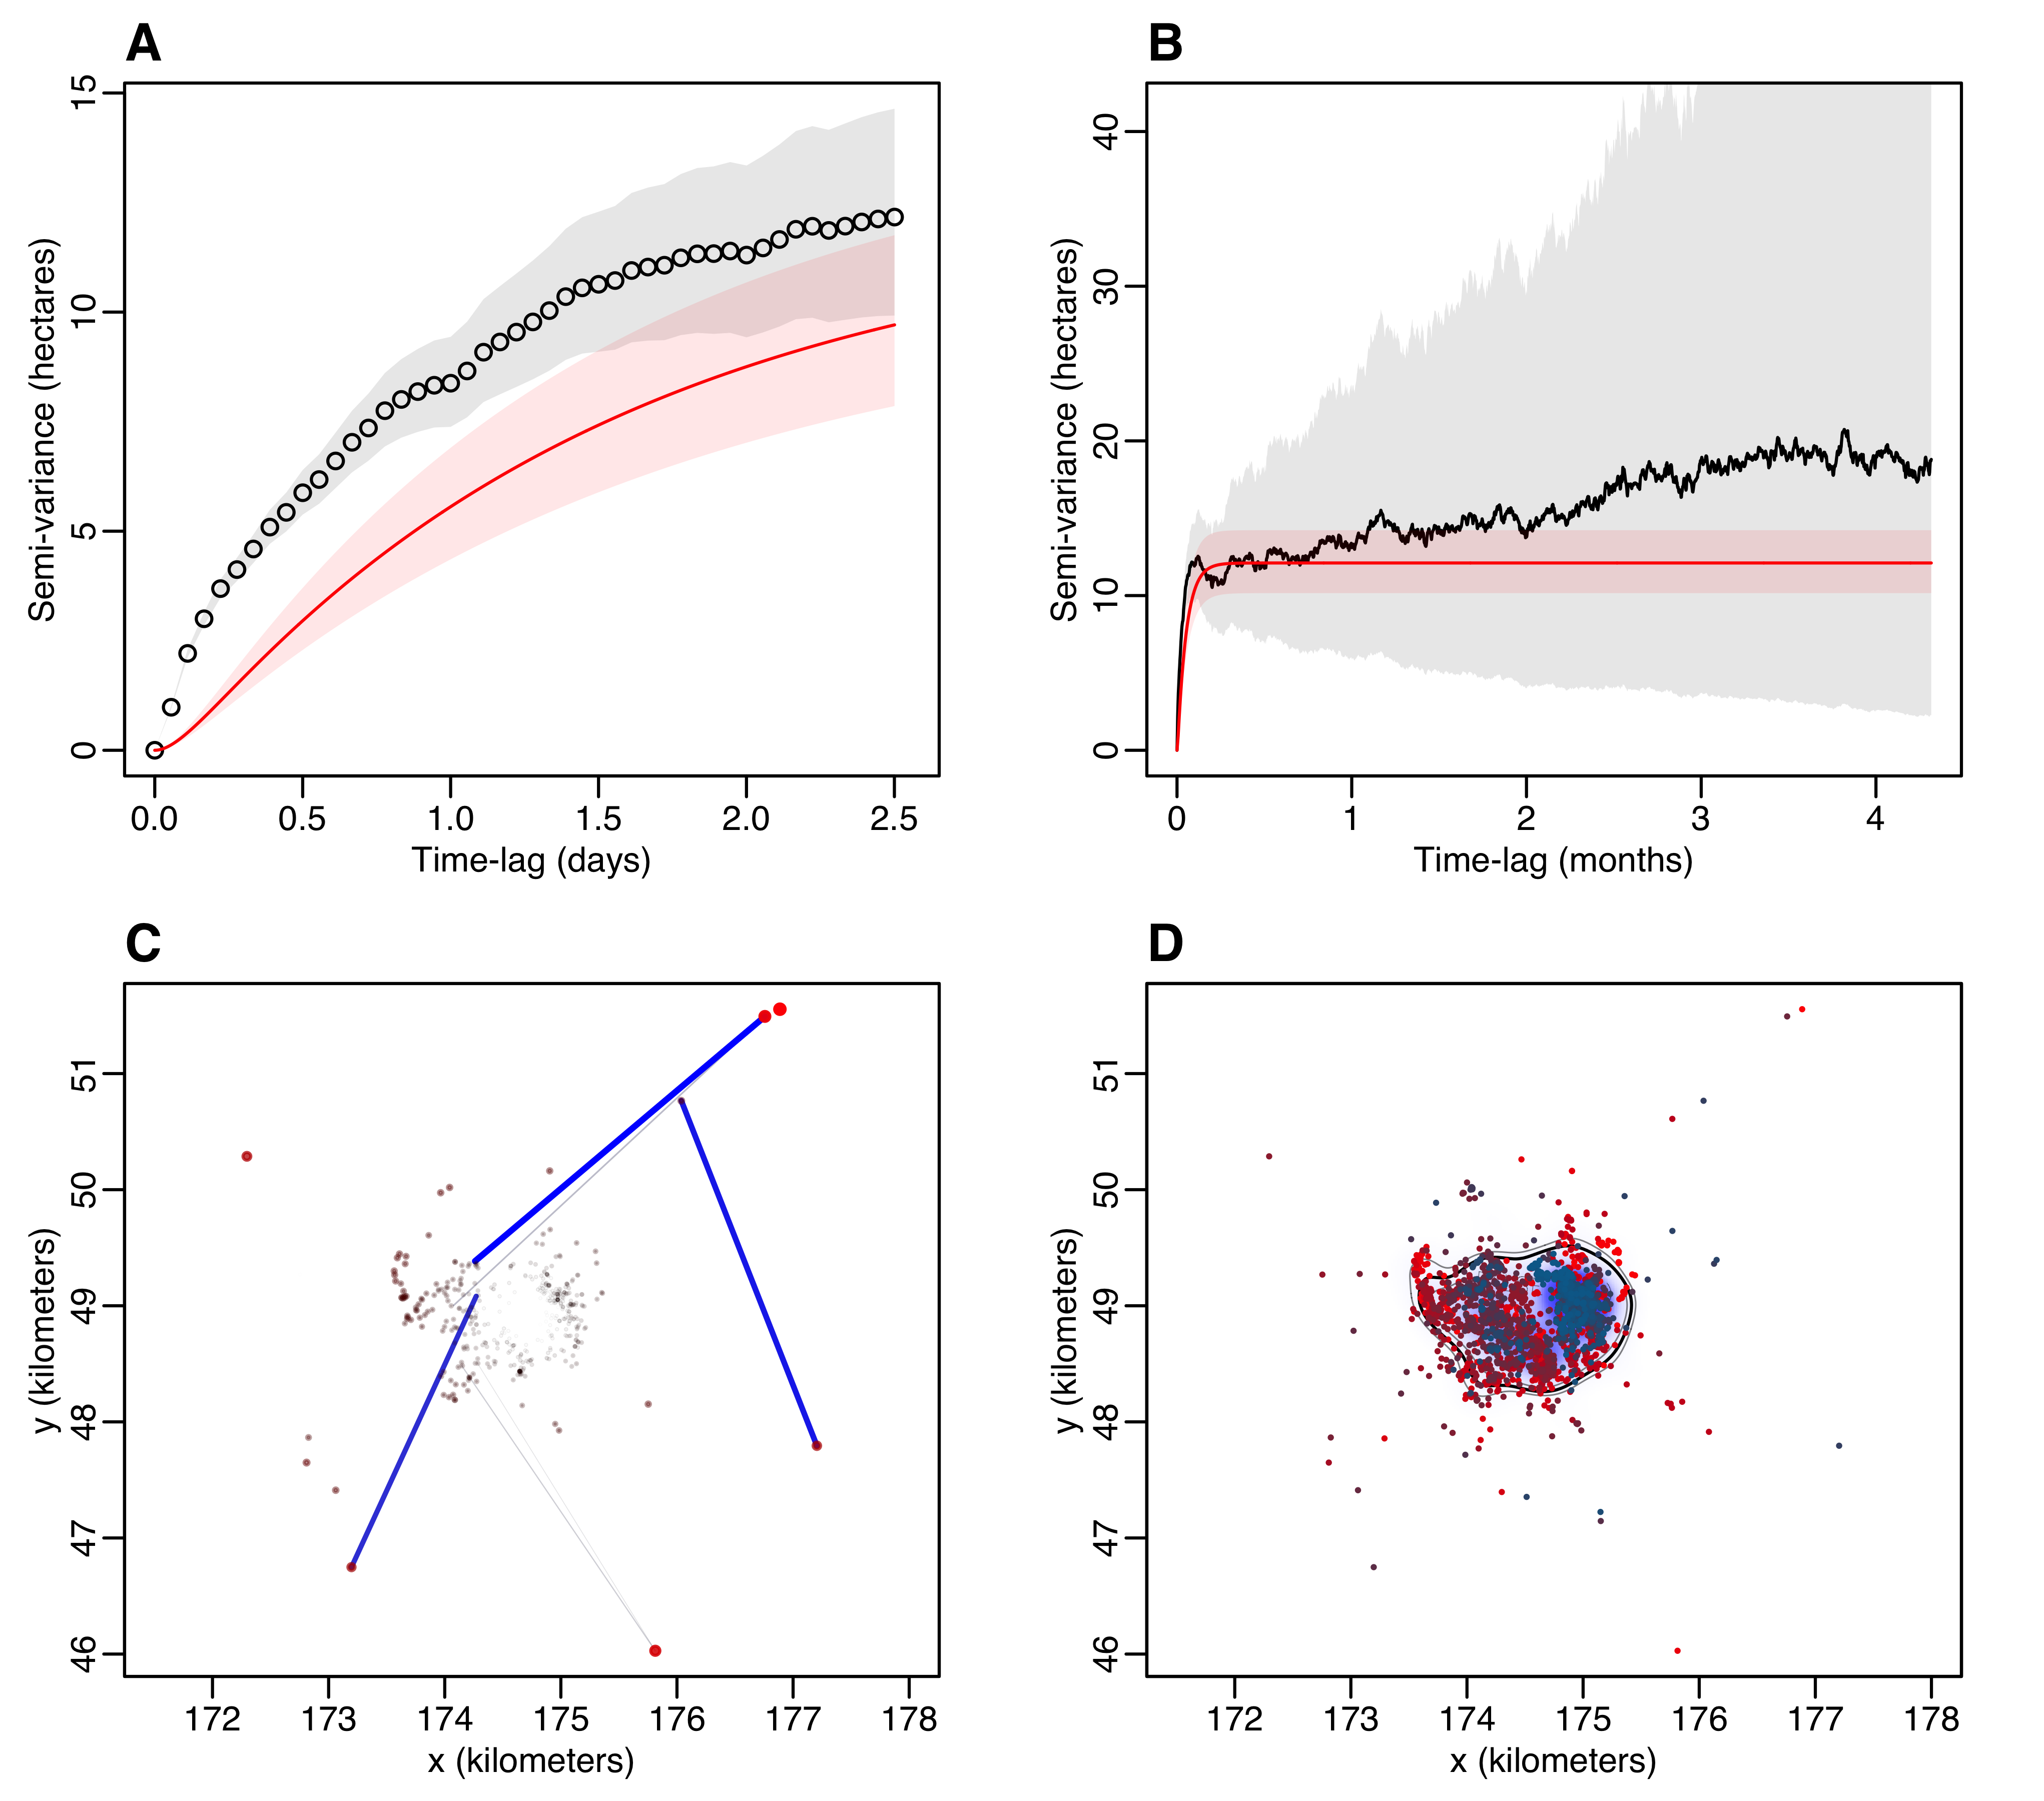 A
15
10
5
0
Semi-variance (hectares)
0.0 0.5 1.0 1.5 2.0 2.5
Time-lag (days)
B
40
30
20
10
0
Semi-variance (hectares)
0 1 2 3 4
Time-lag (months)
C
51
50
49
48
47
46
y (kilometers)
172 173 174 175 176 177 178
x (kilometers)
D
51
50
49
48
47
46
y (kilometers)
172 173 174 175 176 177 178
x (kilometers)